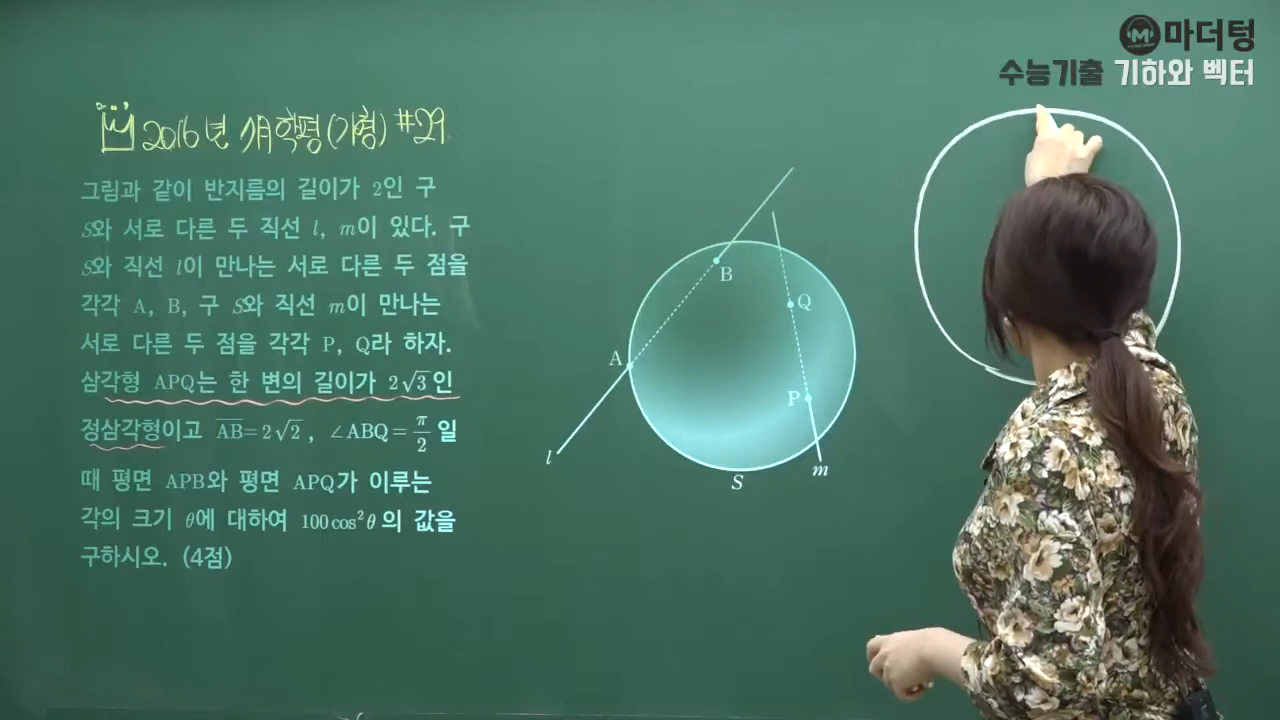 마더텅
수능기출 기하와 벡터
2016년 7月 학평(가형) #29
그림과 같이 반지름의 길이가 2인 구
S와 서로 다른 두 직선 l, m이 있다. 구
S와 직선 l이 만나는 서로 다른 두 점을
각각 A, B, 구 S와 직선 m이 만나는
서로 다른 두 점을 각각 P, Q라 하자.
삼각형 APQ는 한 변의 길이가 2√3인
정삼각형이고 A̅B̅=2√2, ∠ABQ=π/2일
때 평면 APB와 평면 APQ가 이루는
각의 크기 θ에 대하여 100cos²θ의 값을
구하시오. (4점)
B
Q
A
P
l
m
S